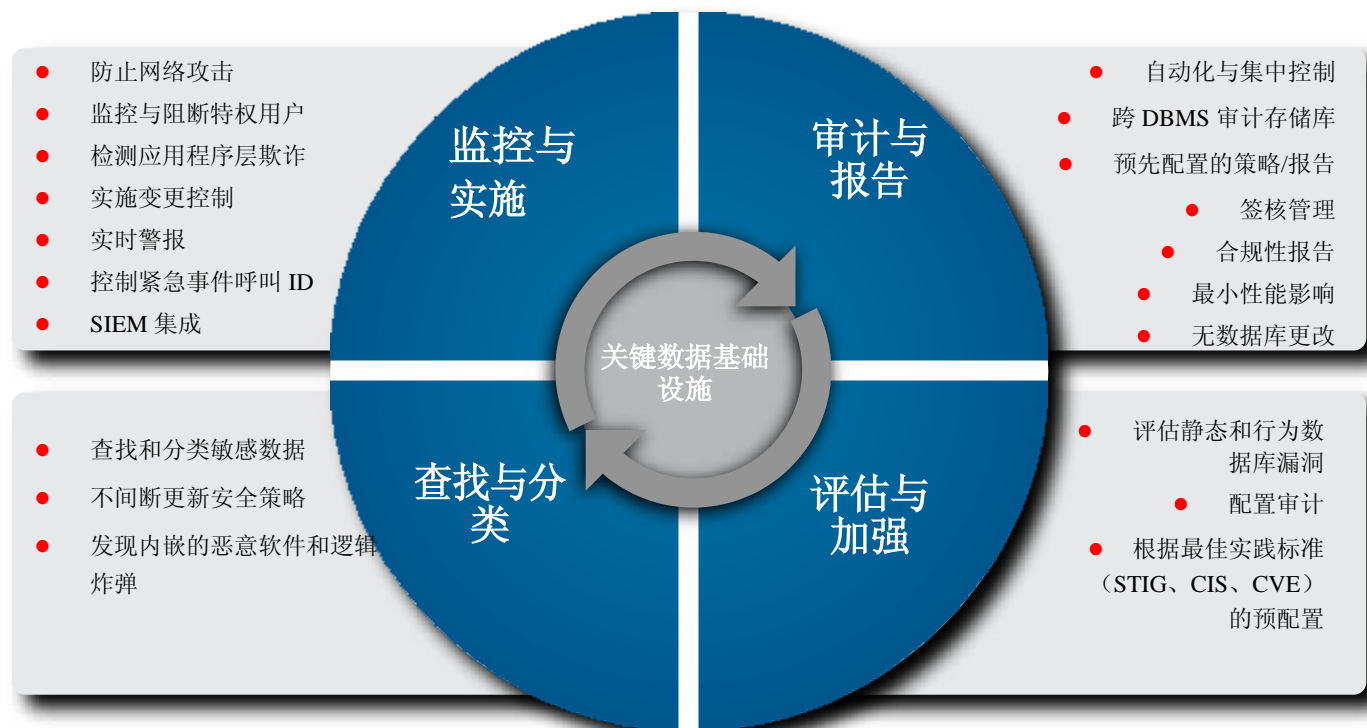 防止网络攻击
监控与阻断特权用户
检测应用程序层欺诈
实施变更控制
实时警报
控制紧急事件呼叫 ID
SIEM 集成
监控与
实施
审计与
报告
自动化与集中控制
跨 DBMS 审计存储库
预先配置的策略/报告
签核管理
合规性报告
最小性能影响
无数据库更改
关键数据基础
设施
查找和分类敏感数据
不间断更新安全策略
发现内嵌的恶意软件和逻辑
炸弹
查找与分
类
评估与
加强
评估静态和行为数
据库漏洞
配置审计
根据最佳实践标准
（STIG、CIS、CVE）
的预配置